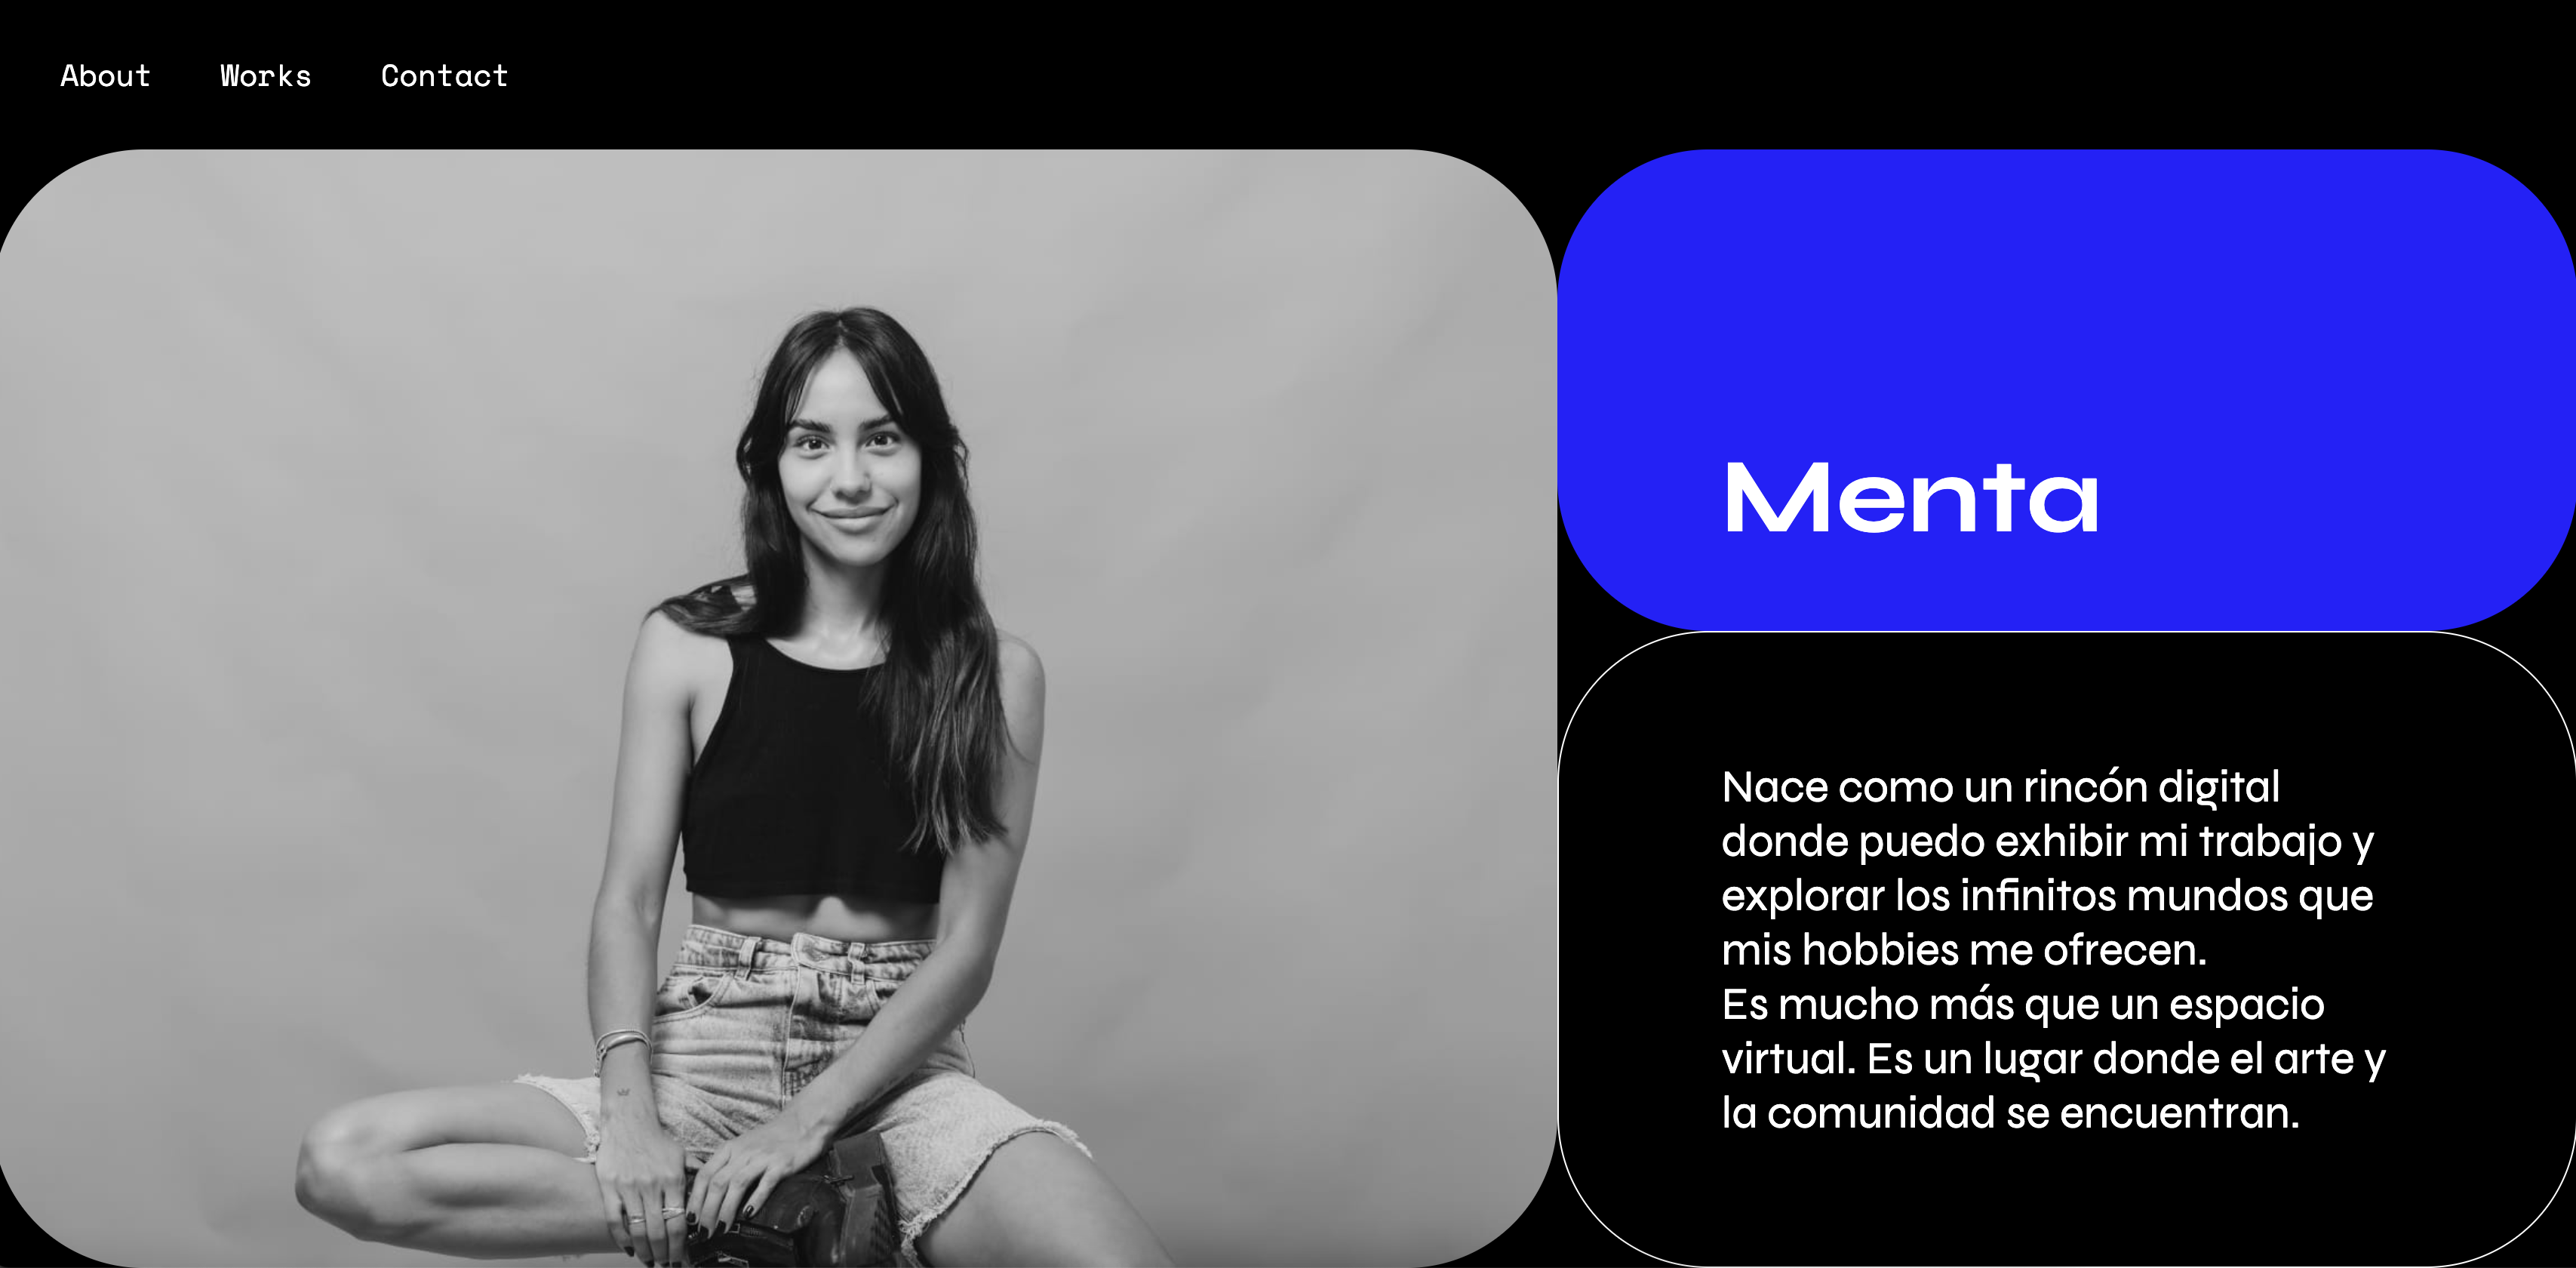 About Works Contact
Menta
Nace como un rincón digital
donde puedo exhibir mi trabajo y
explorar los infinitos mundos que
mis hobbies me ofrecen.
Es mucho más que un espacio
virtual. Es un lugar donde el arte y
la comunidad se encuentran.